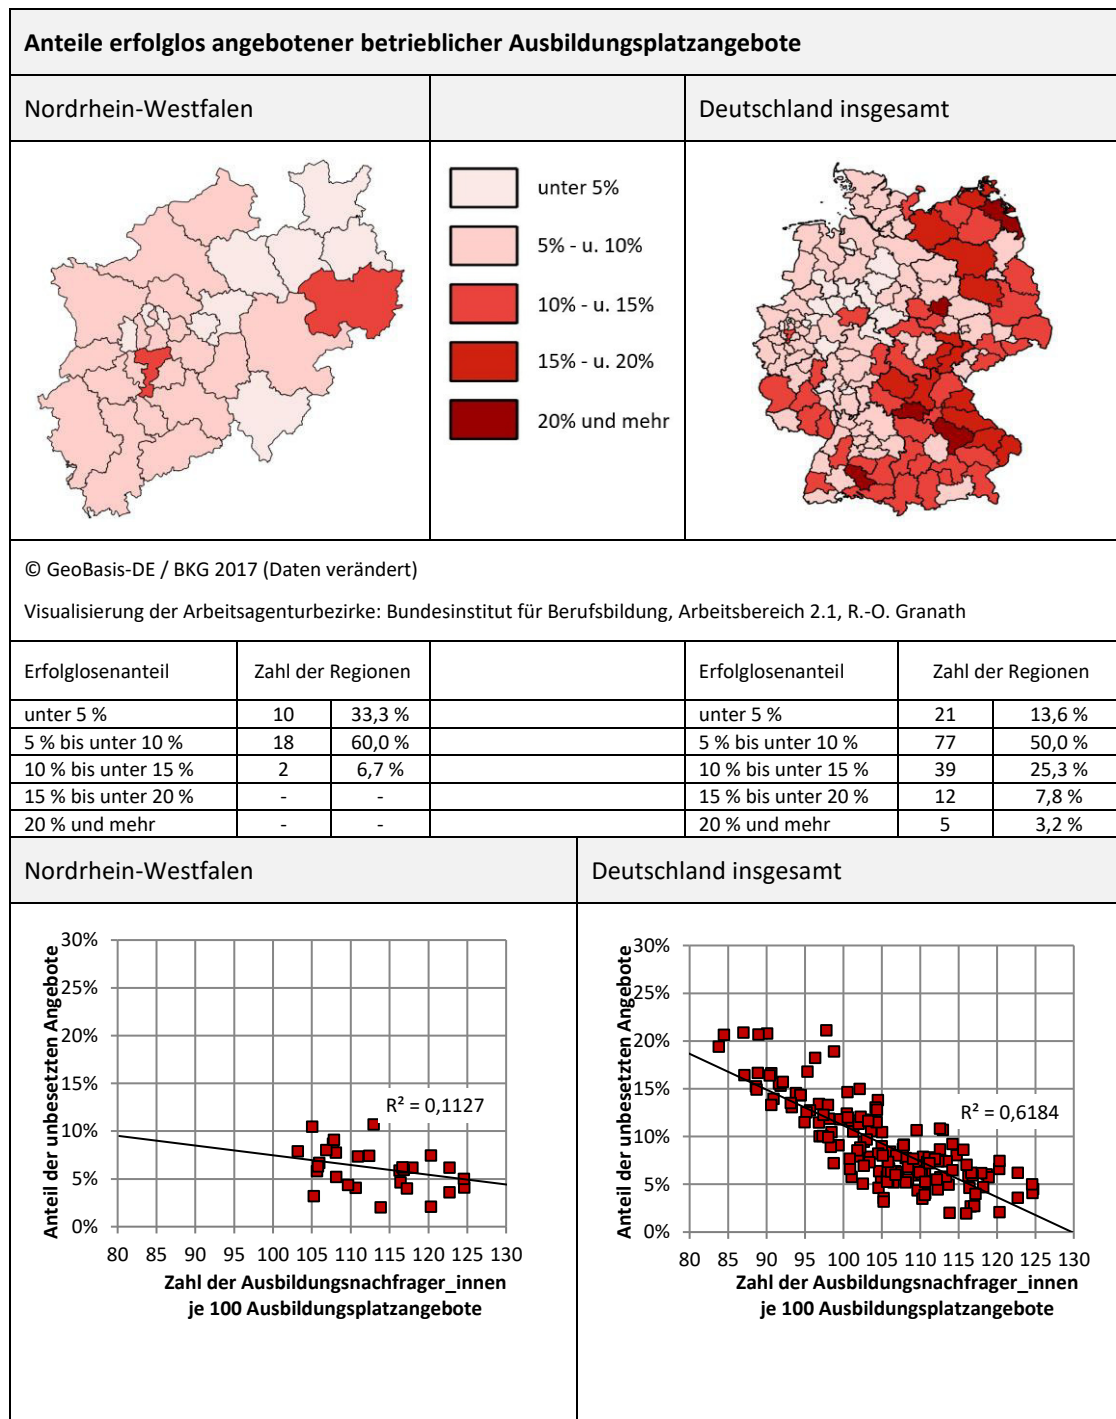 Anteile erfolglos angebotener betrieblicher Ausbildungsplatzangebote
Nordrhein-Westfalen
Deutschland insgesamt
unter 5%
5% - u. 10%
10% - u. 15%
15% - u. 20%
20% und mehr
© GeoBasis-DE / BKG 2017 (Daten verändert)
Visualisierung der Arbeitsagenturbezirke: Bundesinstitut für Berufsbildung, Arbeitsbereich 2.1, R.-O. Granath
Erfolglosenanteil Zahl der Regionen Erfolglosenanteil Zahl der Regionen
unter 5 % 10 33,3 % unter 5 % 21 13,6 %
5 % bis unter 10 % 18 60,0 % 5 % bis unter 10 % 77 50,0 %
10 % bis unter 15 % 2 6,7 % 10 % bis unter 15 % 39 25,3 %
15 % bis unter 20 % - - 15 % bis unter 20 % 12 7,8 %
20 % und mehr - - 20 % und mehr 5 3,2 %
Nordrhein-Westfalen
Deutschland insgesamt
Anteil der unbesetzten Angebote
30%
25%
20%
15%
10%
5%
0%
R² = 0,1127
80 85 90 95 100 105 110 115 120 125 130
Zahl der Ausbildungsnachfrager_innen
je 100 Ausbildungsplatzangebote
Anteil der unbesetzten Angebote
30%
25%
20%
15%
10%
5%
0%
R² = 0,6184
80 85 90 95 100 105 110 115 120 125 130
Zahl der Ausbildungsnachfrager_innen
je 100 Ausbildungsplatzangebote